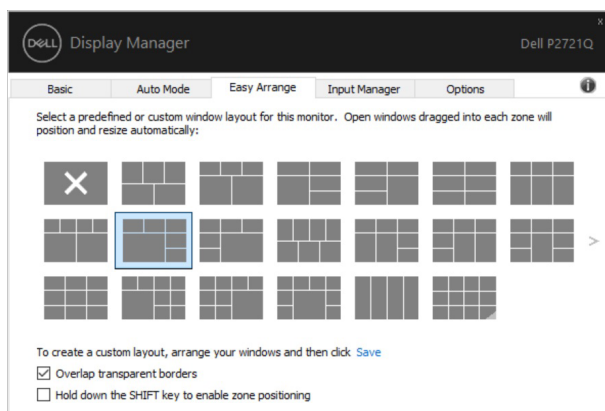 x
DELL Display Manager Dell P2721Q
Basic Auto Mode Easy Arrange Input Manager Options
Select a predefined or custom window layout for this monitor. Open windows dragged into each zone will
position and resize automatically:
To create a custom layout, arrange your windows and then click Save
Overlap transparent borders
Hold down the SHIFT key to enable zone positioning